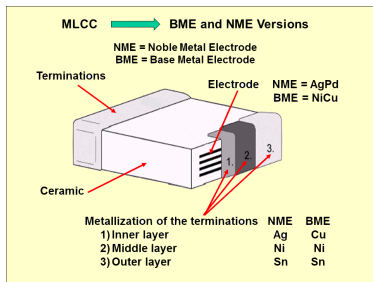 MLCC BME and NME Versions
NME = Noble Metal Electrode
BME = Base Metal Electrode
Terminations
Electrode NME = AgPd
BME = NiCu
1. 2. 3.
Ceramic
Metallization of the terminations NME BME
1) Inner layer Ag Cu
2) Middle layer Ni Ni
3) Outer layer Sn Sn